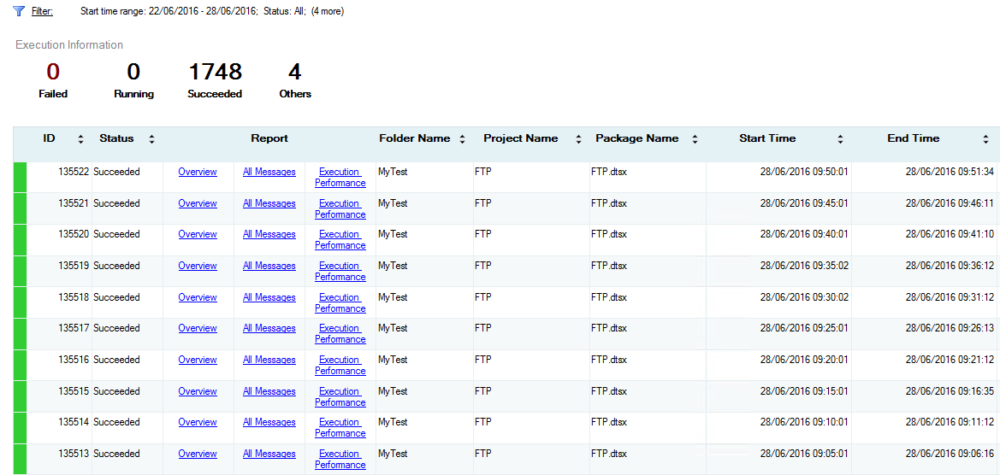 Filter: Start time range: 22/06/2016 - 28/06/2016; Status: All; (4 more)
Execution Information
0 0 1748 4
Failed Running Succeeded Others
ID Status Report Folder Name Project Name Package Name Start Time End Time
135522 Succeeded Overview All Messages Execution Performance MyTest FTP FTP.dtsx 28/06/2016 09:50:01 28/06/2016 09:51:34
135521 Succeeded Overview All Messages Execution Performance MyTest FTP FTP.dtsx 28/06/2016 09:45:01 28/06/2016 09:46:11
135520 Succeeded Overview All Messages Execution Performance MyTest FTP FTP.dtsx 28/06/2016 09:40:01 28/06/2016 09:41:10
135519 Succeeded Overview All Messages Execution Performance MyTest FTP FTP.dtsx 28/06/2016 09:35:02 28/06/2016 09:36:12
135518 Succeeded Overview All Messages Execution Performance MyTest FTP FTP.dtsx 28/06/2016 09:30:02 28/06/2016 09:31:12
135517 Succeeded Overview All Messages Execution Performance MyTest FTP FTP.dtsx 28/06/2016 09:25:01 28/06/2016 09:26:13
135516 Succeeded Overview All Messages Execution Performance MyTest FTP FTP.dtsx 28/06/2016 09:20:01 28/06/2016 09:21:12
135515 Succeeded Overview All Messages Execution Performance MyTest FTP FTP.dtsx 28/06/2016 09:15:01 28/06/2016 09:16:35
135514 Succeeded Overview All Messages Execution Performance MyTest FTP FTP.dtsx 28/06/2016 09:10:01 28/06/2016 09:11:12
135513 Succeeded Overview All Messages Execution Performance MyTest FTP FTP.dtsx 28/06/2016 09:05:01 28/06/2016 09:06:16